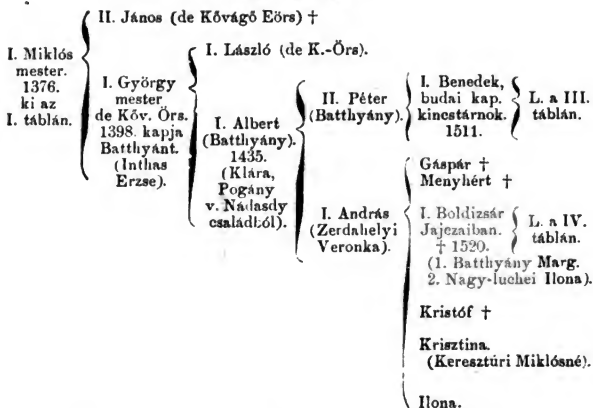 II. János (de Kővágó Eörs) †
I. Miklós
mester.
1376.
ki az
I. táblán.
I. László (de K.-Örs).
I. György
mester
de Kőv. Örs.
1398. kapja
Batthyánt.
(Inthas
Erzse).
I. Albert
(Batthyány).
1435.
(Klára,
Pogány
v. Nádasdy
családból).
II. Péter
(Batthyány).
I. Benedek,
budai kap.
kincstárnok.
1511.
L. a III.
táblán.
I. András
(Zerdahelyi
Veronka).
Gáspár †
Menyhért †
I. Boldizsár
Jajczaiban.
† 1520.
(1. Batthyány Marg.
2. Nagy-luchei Ilona).
L. a IV.
táblán.
Kristóf †
Krisztina.
(Keresztúri Miklósné).
Ilona.